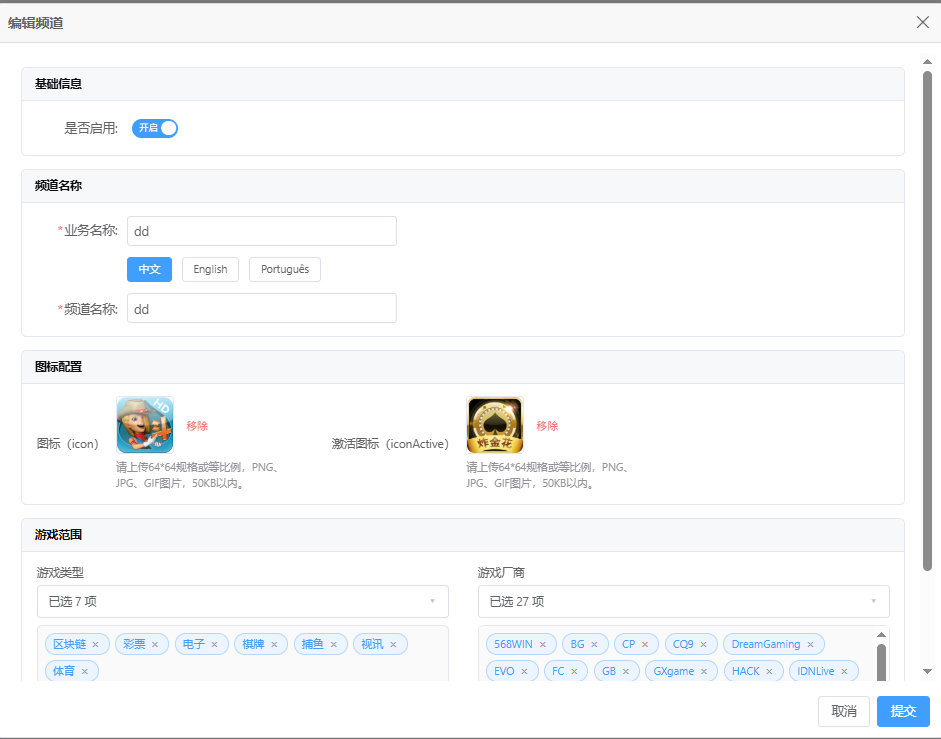 编辑频道
基础信息
是否启用: 开启
频道名称
*业务名称: dd
中文 English Português
*频道名称: dd
图标配置
图标（icon） HD 移除 激活图标（iconActive） 炸金花 移除
请上传64*64规格或等比例，PNG、 请上传64*64规格或等比例，PNG、
JPG、GIF图片，50KB以内。 JPG、GIF图片，50KB以内。
游戏范围
游戏类型 游戏厂商
已选 7 项 已选 27 项
区块链 × 彩票 × 电子 × 棋牌 × 捕鱼 × 视讯 × 568WIN × BG × CP × CQ9 × DreamGaming ×
体育 × EVO × FC × GB × GXgame × HACK × IDNLive ×
取消 提交